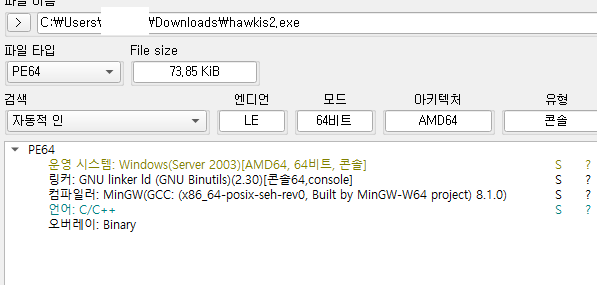 파일 이름
> C:₩Users₩ ₩Downloads₩hawkis2.exe
파일 타입 File size
PE64 73,85 KiB
검색 엔디언 모드 아키텍처 유형
자동적 인 LE 64비트 AMD64 콘솔
PE64
운영 시스템: Windows(Server 2003)[AMD64, 64비트, 콘솔] S ?
링커: GNU linker ld (GNU Binutils)(2.30)[콘솔64,console] S ?
컴파일러: MinGW(GCC: (x86_64-posix-seh-rev0, Built by MinGW-W64 project) 8.1.0) S ?
언어: C/C++ S ?
오버레이: Binary